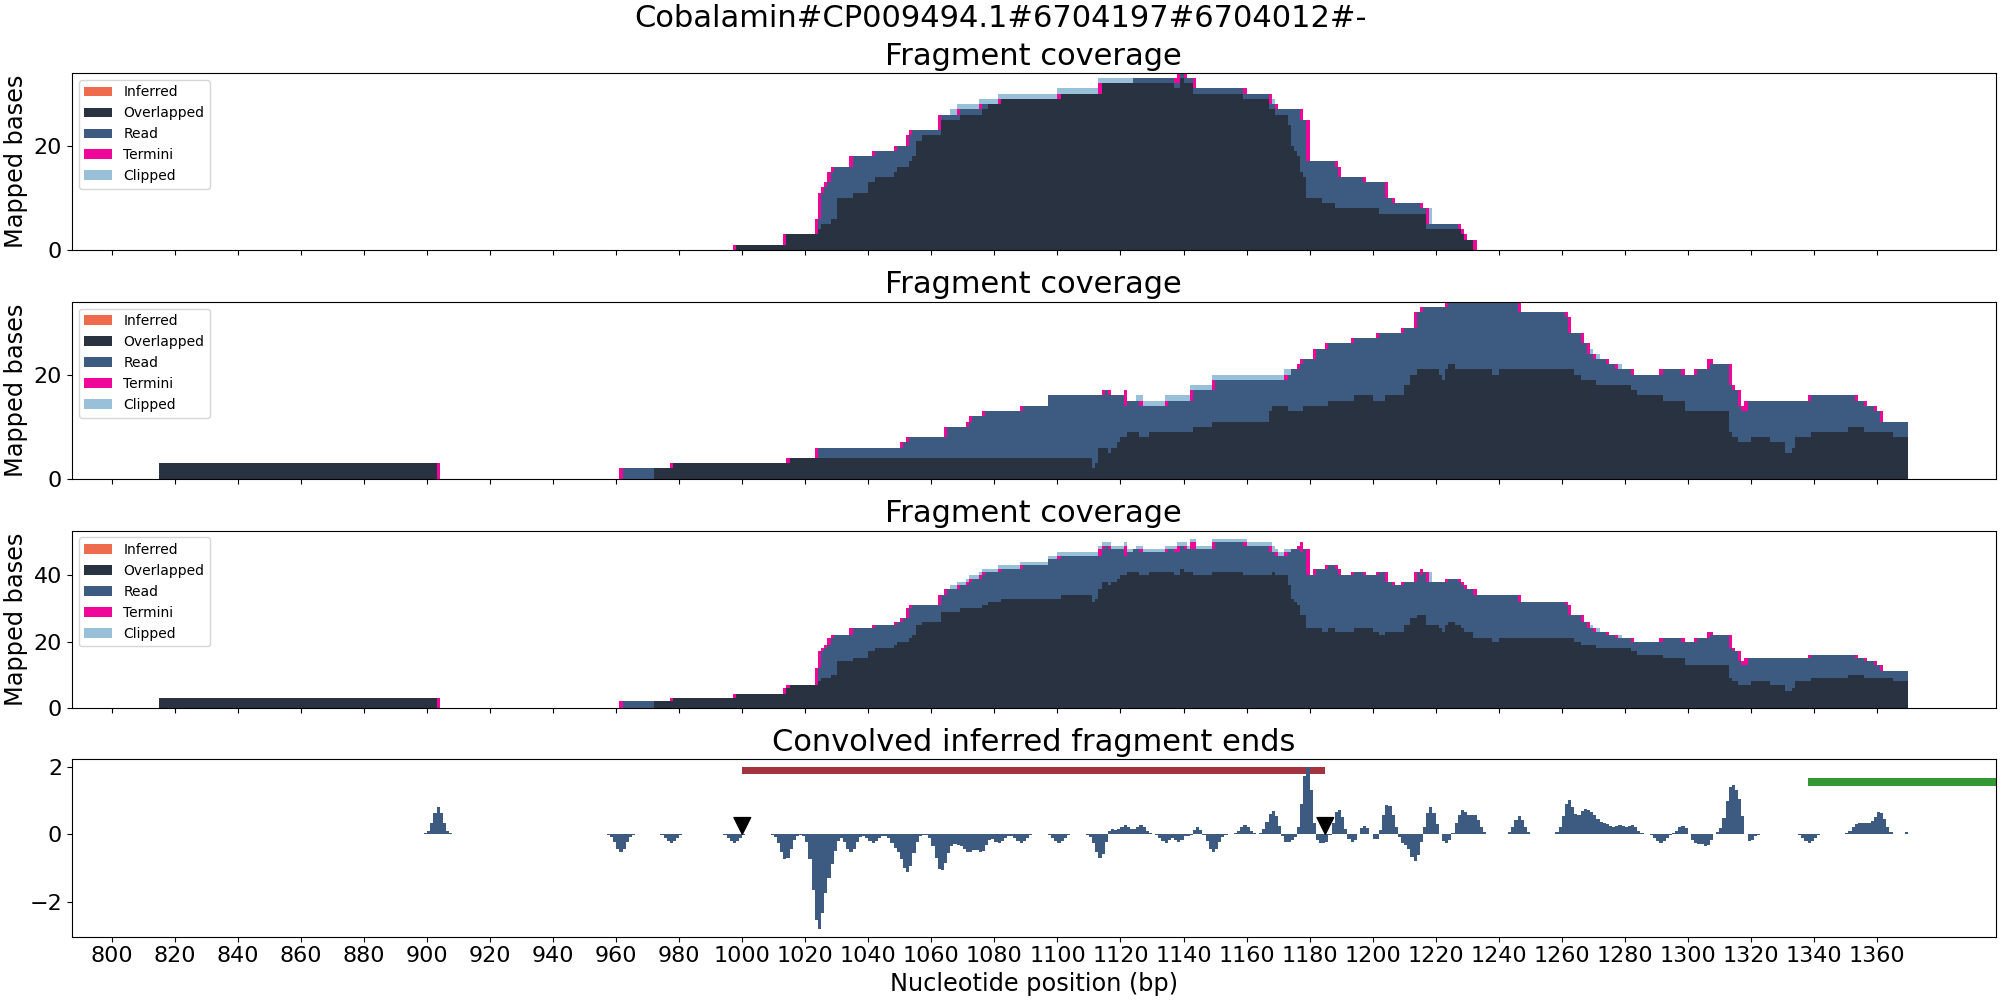 Cobalamin#CP009494.1#6704197#6704012#-
Fragment coverage
Mapped bases
20
0
Inferred
Overlapped
Read
Termini
Clipped
Fragment coverage
Mapped bases
20
0
Inferred
Overlapped
Read
Termini
Clipped
Fragment coverage
Mapped bases
40
20
0
Inferred
Overlapped
Read
Termini
Clipped
Convolved inferred fragment ends
2
0
−2
800 820 840 860 880 900 920 940 960 980 1000 1020 1040 1060 1080 1100 1120 1140 1160 1180 1200 1220 1240 1260 1280 1300 1320 1340 1360
Nucleotide position (bp)